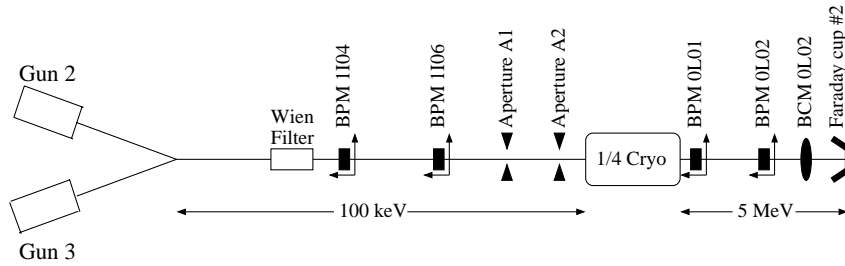 Gun 2
Gun 3
Wien
Filter
BPM 1I04
BPM 1I06
Aperture A1
Aperture A2
1/4 Cryo
BPM 0L01
BPM 0L02
BCM 0L02
Faraday cup #2
100 keV
5 MeV